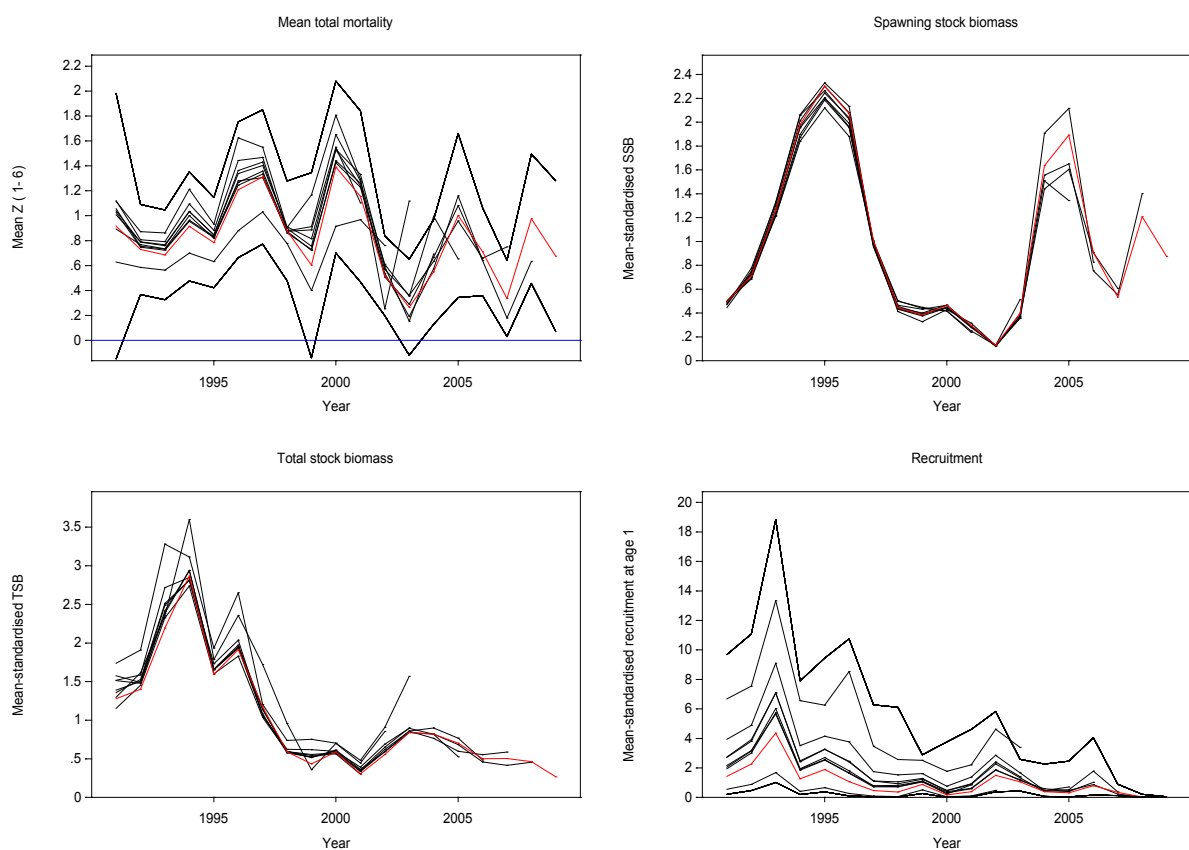 Mean total mortality
2.2
2
1.8
1.6
1.4
1.2
1.0
.8
.6
.4
.2
0
Mean Z ( 1- 6)
1995 2000 2005
Year
Spawning stock biomass
2.4
2.2
2.0
1.8
1.6
1.4
1.2
1
.8
.6
.4
.2
0
Mean-standardised SSB
1995 2000 2005
Year
Total stock biomass
3.5
3
2.5
2
1.5
1
.5
0
Mean-standardised TSB
1995 2000 2005
Year
Recruitment
20
18
16
14
12
10
8
6
4
2
0
Mean-standardised recruitment at age 1
1995 2000 2005
Year